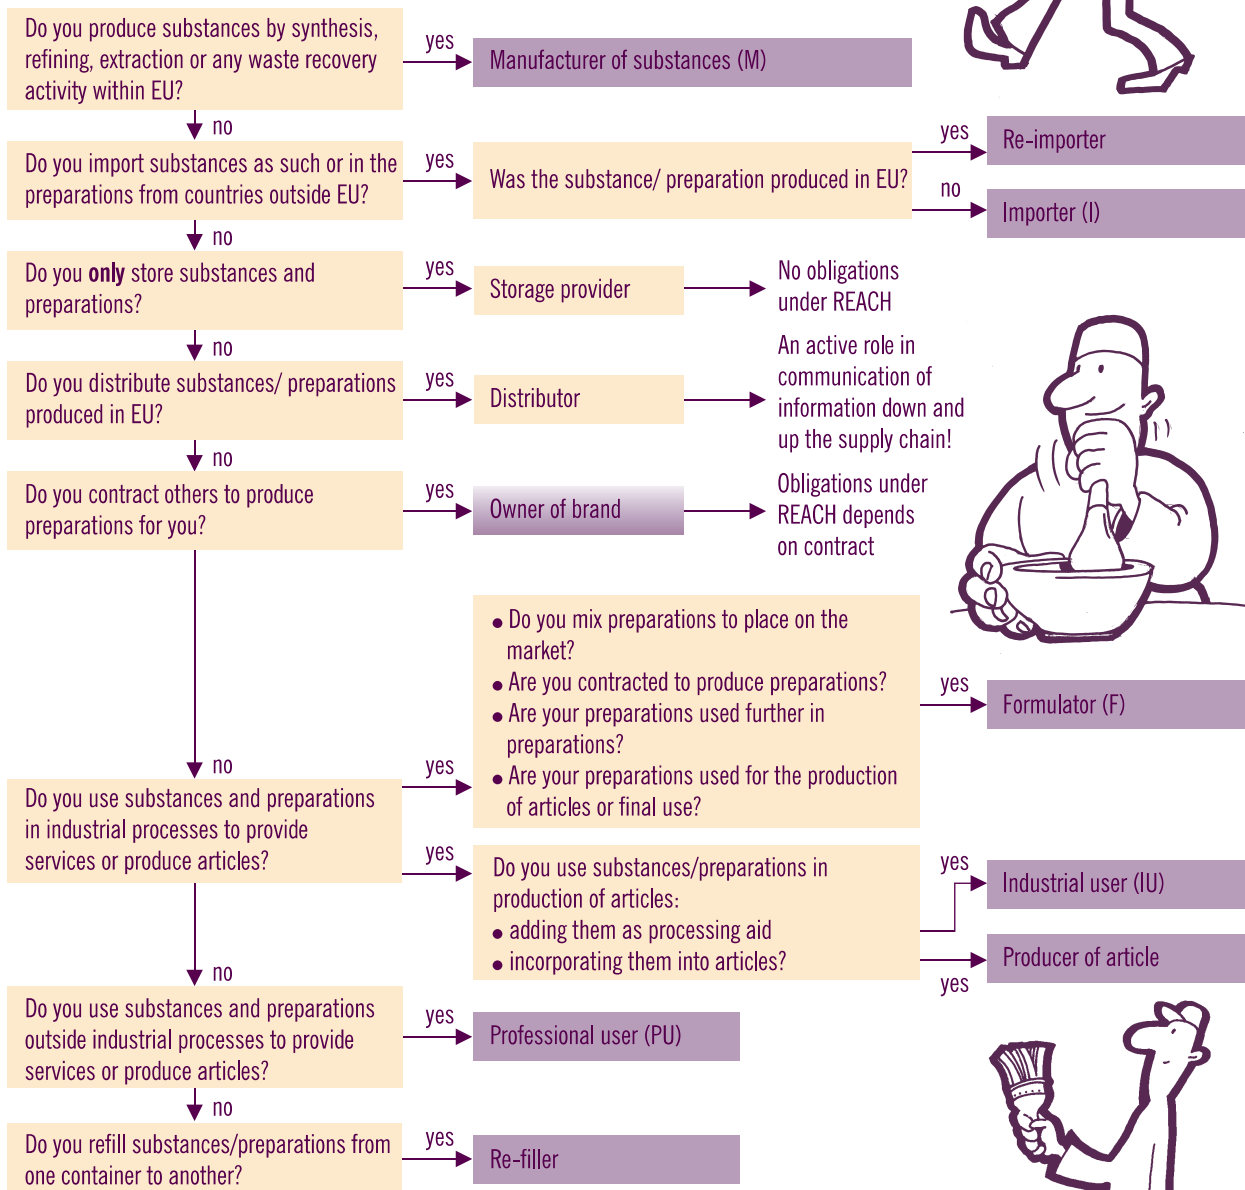 Do you produce substances by synthesis,
refining, extraction or any waste recovery
activity within EU?
yes
Manufacturer of substances (M)
no
Do you import substances as such or in the
preparations from countries outside EU?
yes
Was the substance/ preparation produced in EU?
yes
Re-importer
no
Importer (I)
no
Do you only store substances and
preparations?
yes
Storage provider
No obligations
under REACH
no
Do you distribute substances/ preparations
produced in EU?
yes
Distributor
An active role in
communication of
information down and
up the supply chain!
no
Do you contract others to produce
preparations for you?
yes
Owner of brand
Obligations under
REACH depends
on contract
no
Do you use substances and preparations
in industrial processes to provide
services or produce articles?
yes
• Do you mix preparations to place on the
market?
• Are you contracted to produce preparations?
• Are your preparations used further in
preparations?
• Are your preparations used for the production
of articles or final use?
yes
Formulator (F)
yes
Do you use substances/preparations in
production of articles:
• adding them as processing aid
• incorporating them into articles?
yes
Industrial user (IU)
yes
Producer of article
no
Do you use substances and preparations
outside industrial processes to provide
services or produce articles?
yes
Professional user (PU)
no
Do you refill substances/preparations from
one container to another?
yes
Re-filler